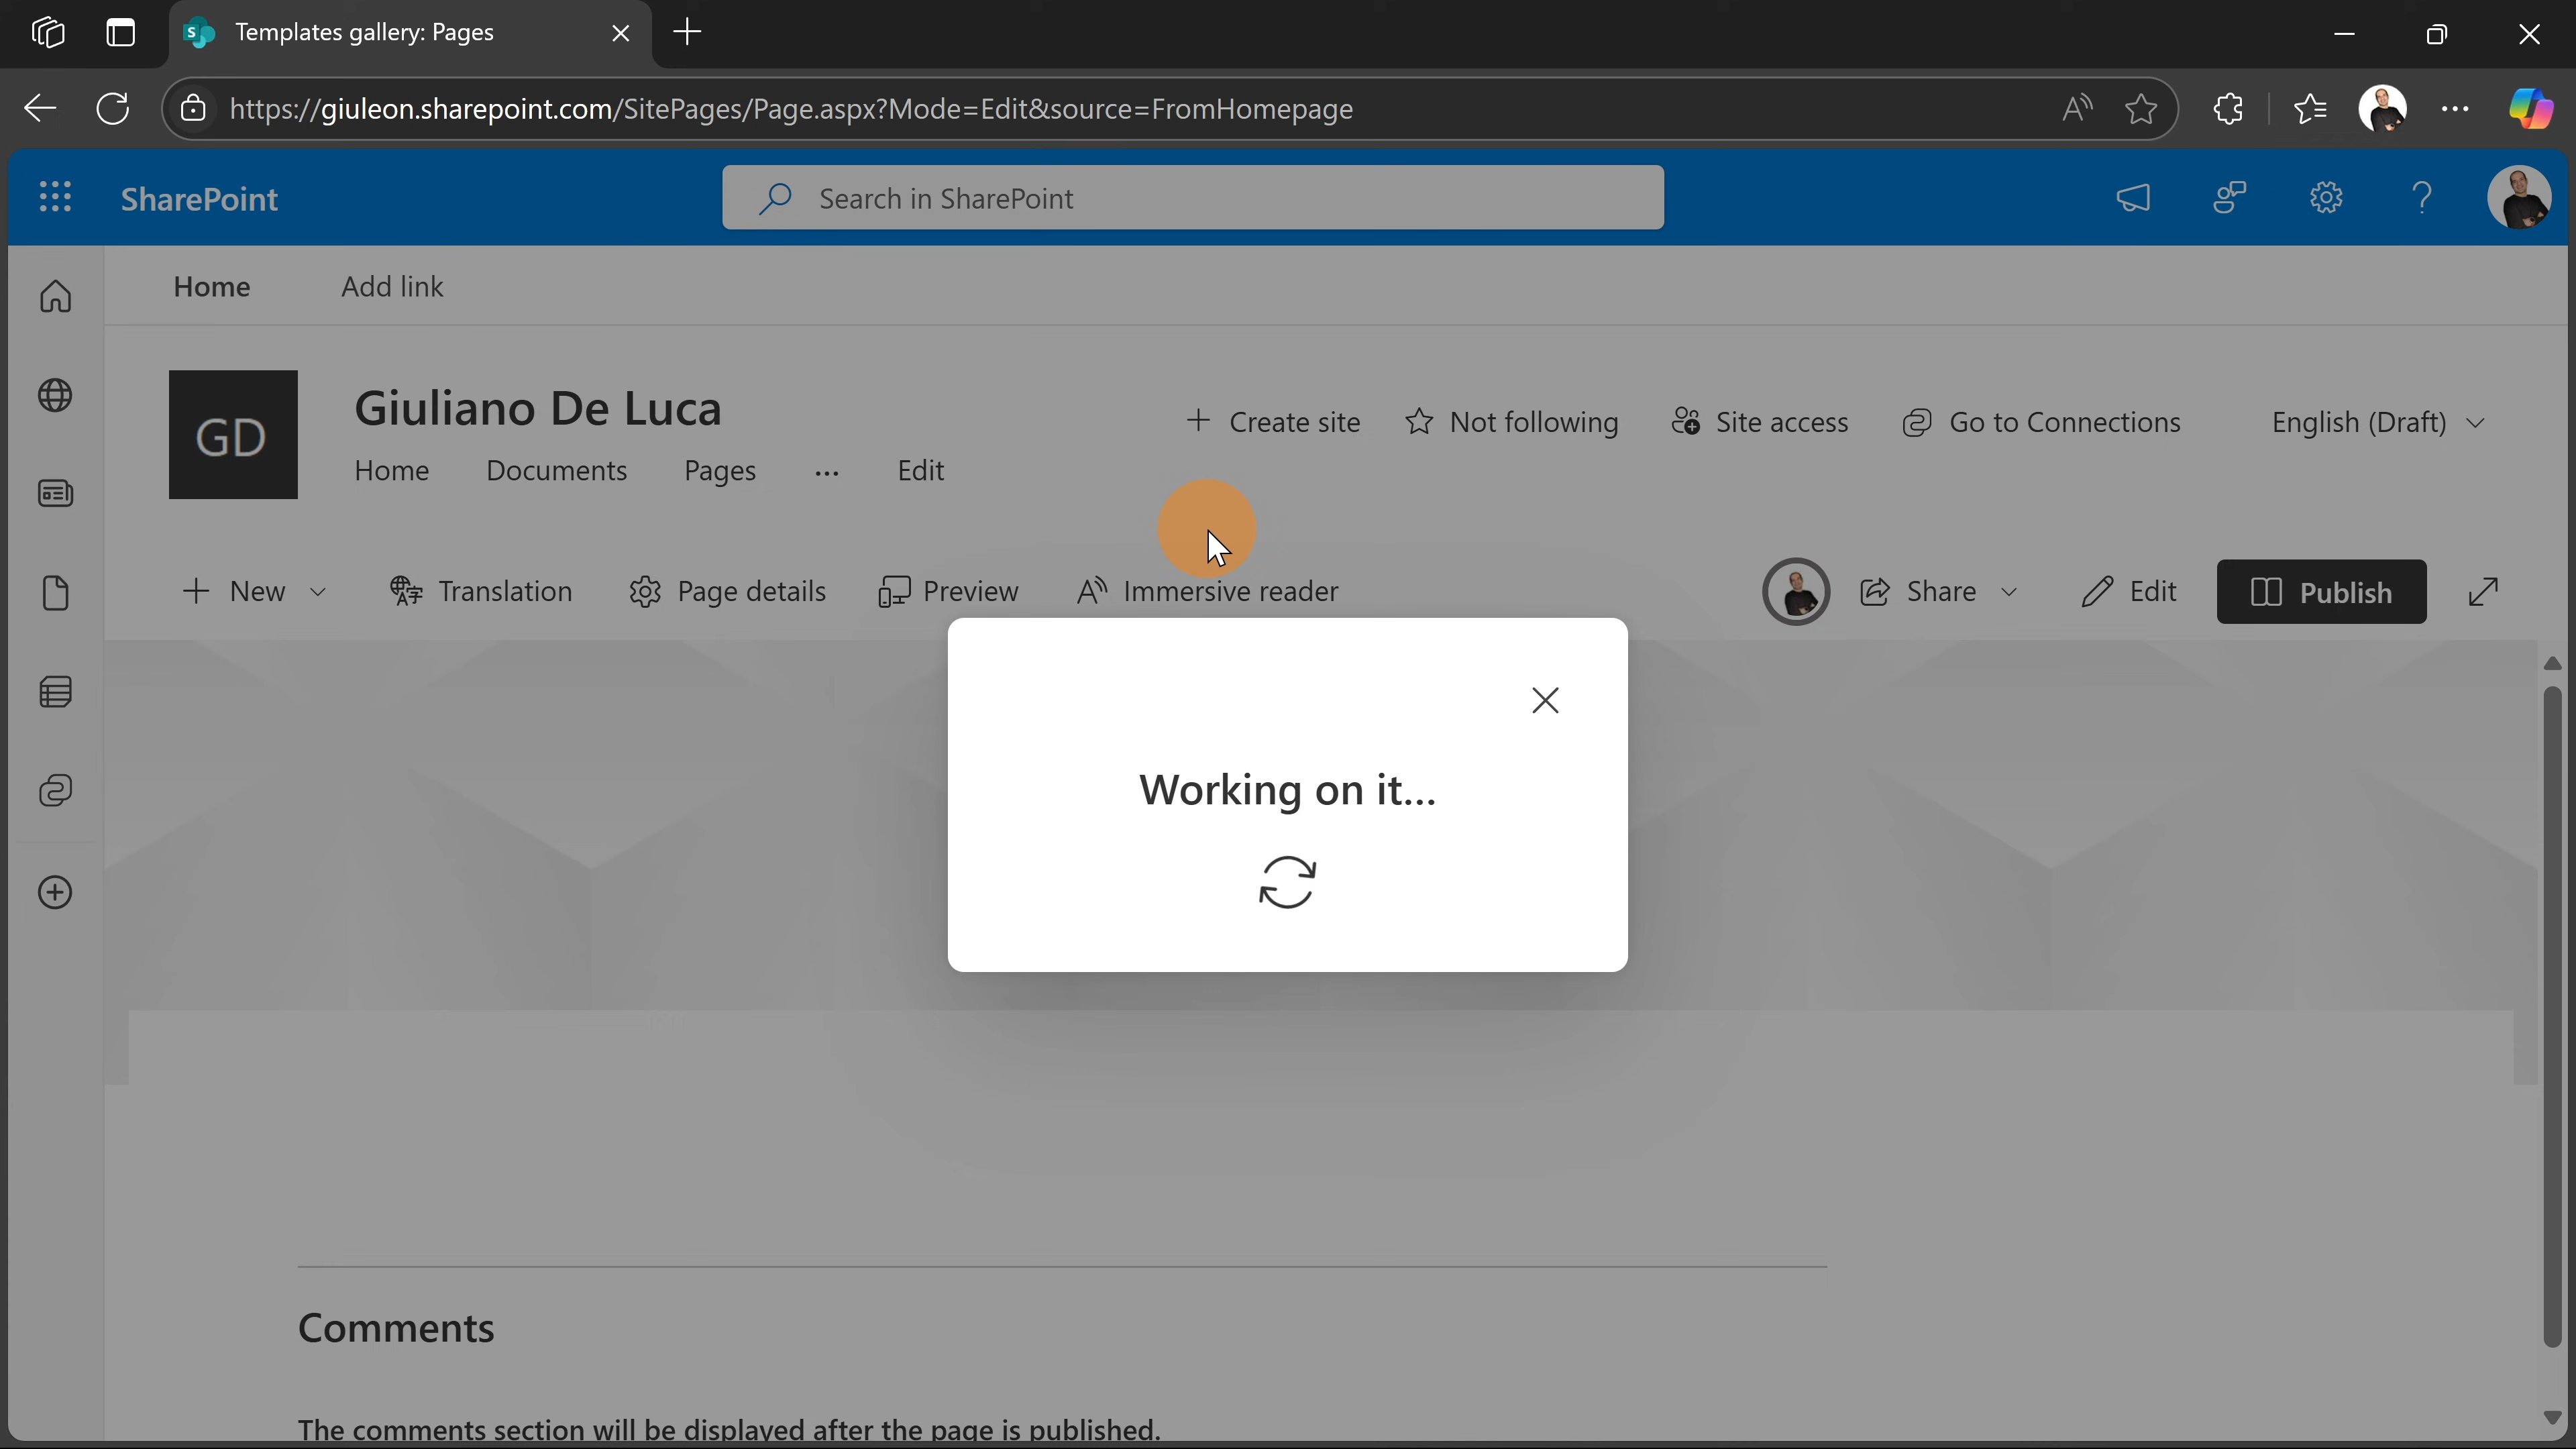 Templates gallery: Pages
https://giuleon.sharepoint.com/SitePages/Page.aspx?Mode=Edit&source=FromHomepage
SharePoint
Search in SharePoint
Home
Add link
GD
Giuliano De Luca
Home
Documents
Pages
...
Edit
Create site
Not following
Site access
Go to Connections
English (Draft)
New
Translation
Page details
Preview
Immersive reader
Share
Edit
Publish
Working on it...
Comments
The comments section will be displayed after the page is published.